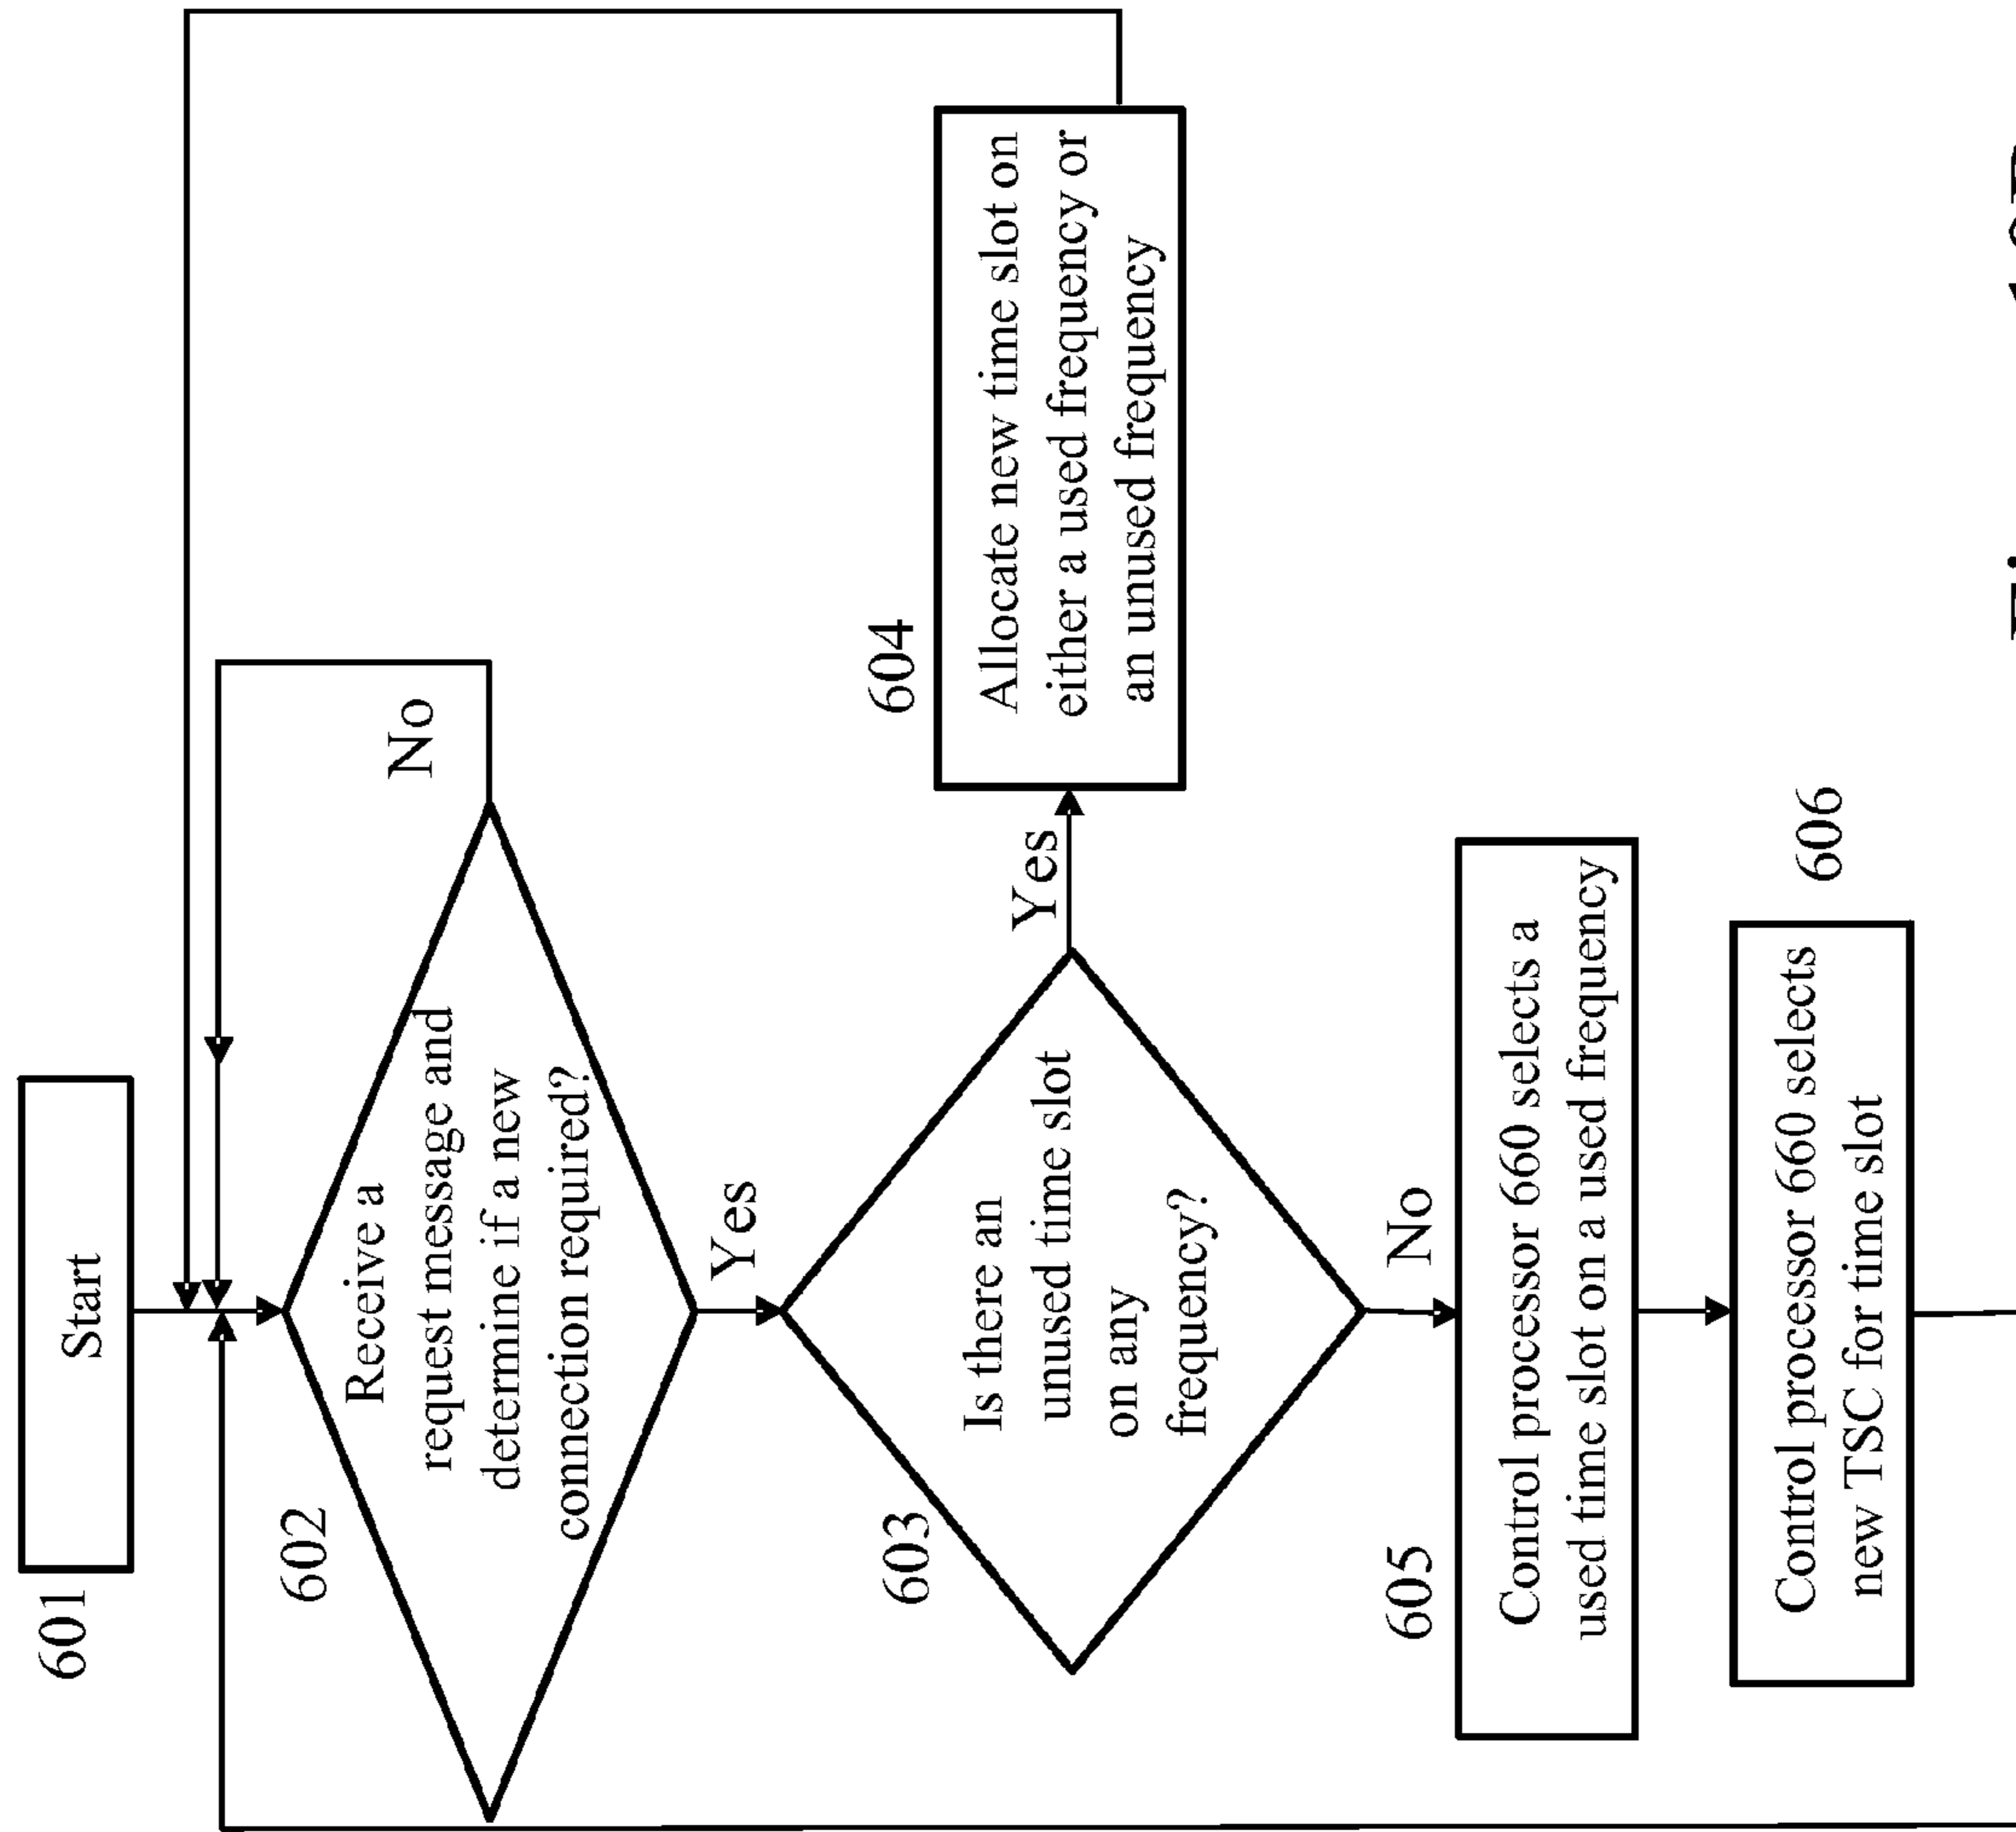 601
Start
602
Receive a
request message and
determine if a new
connection required?
No
Yes
603
Is there an
unused time slot
on any
frequency?
Yes
604
Allocate new time slot on
either a used frequency or
an unused frequency
No
605
Control processor 660 selects a
used time slot on a used frequency
606
Control processor 660 selects
new TSC for time slot